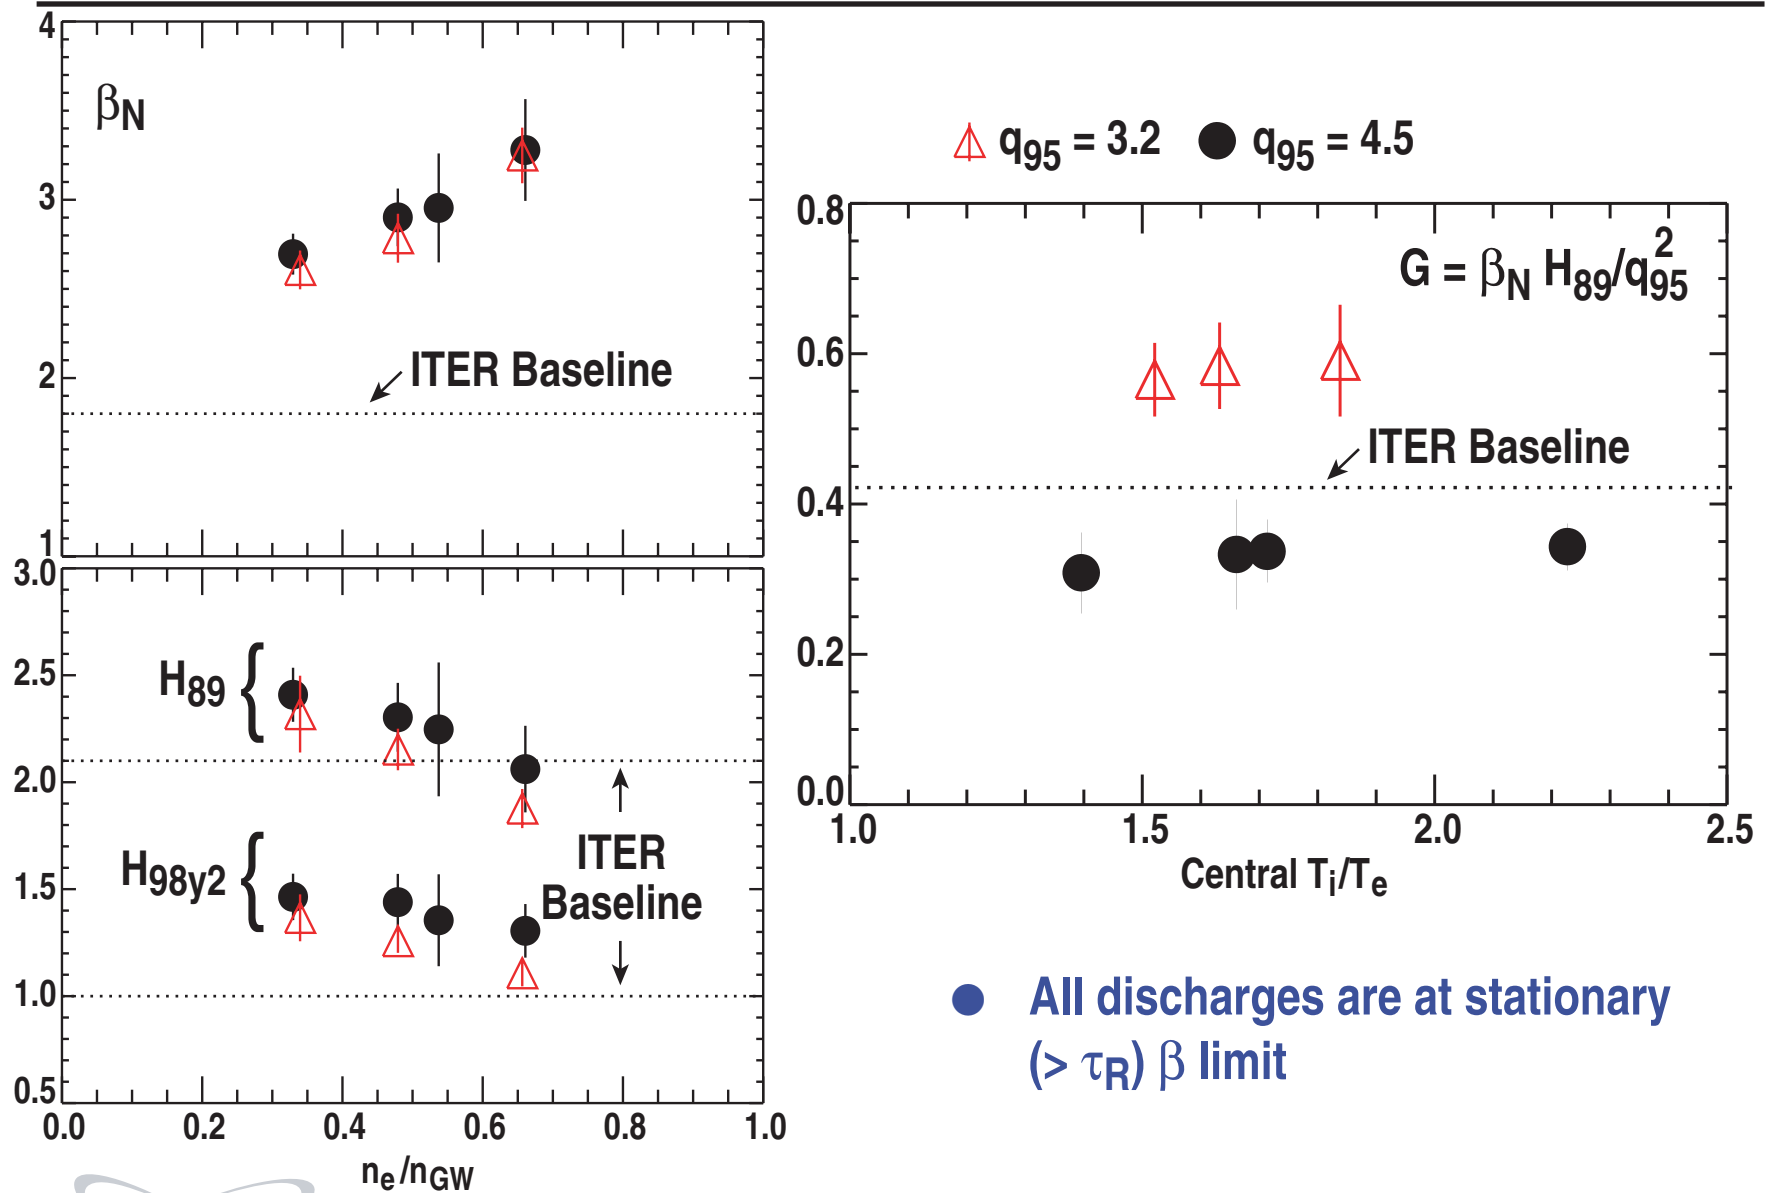 4
3
2
1
βN
ITER Baseline
3.0
2.5
2.0
1.5
1.0
0.5
H89 {
H98y2 {
ITER
Baseline
0.0 0.2 0.4 0.6 0.8 1.0
ne/nGW
q95 = 3.2 q95 = 4.5
0.8
0.6
0.4
0.2
0.0
G = βN H89/q95²
ITER Baseline
1.0 1.5 2.0 2.5
Central Ti/Te
● All discharges are at stationary
(> τR) β limit